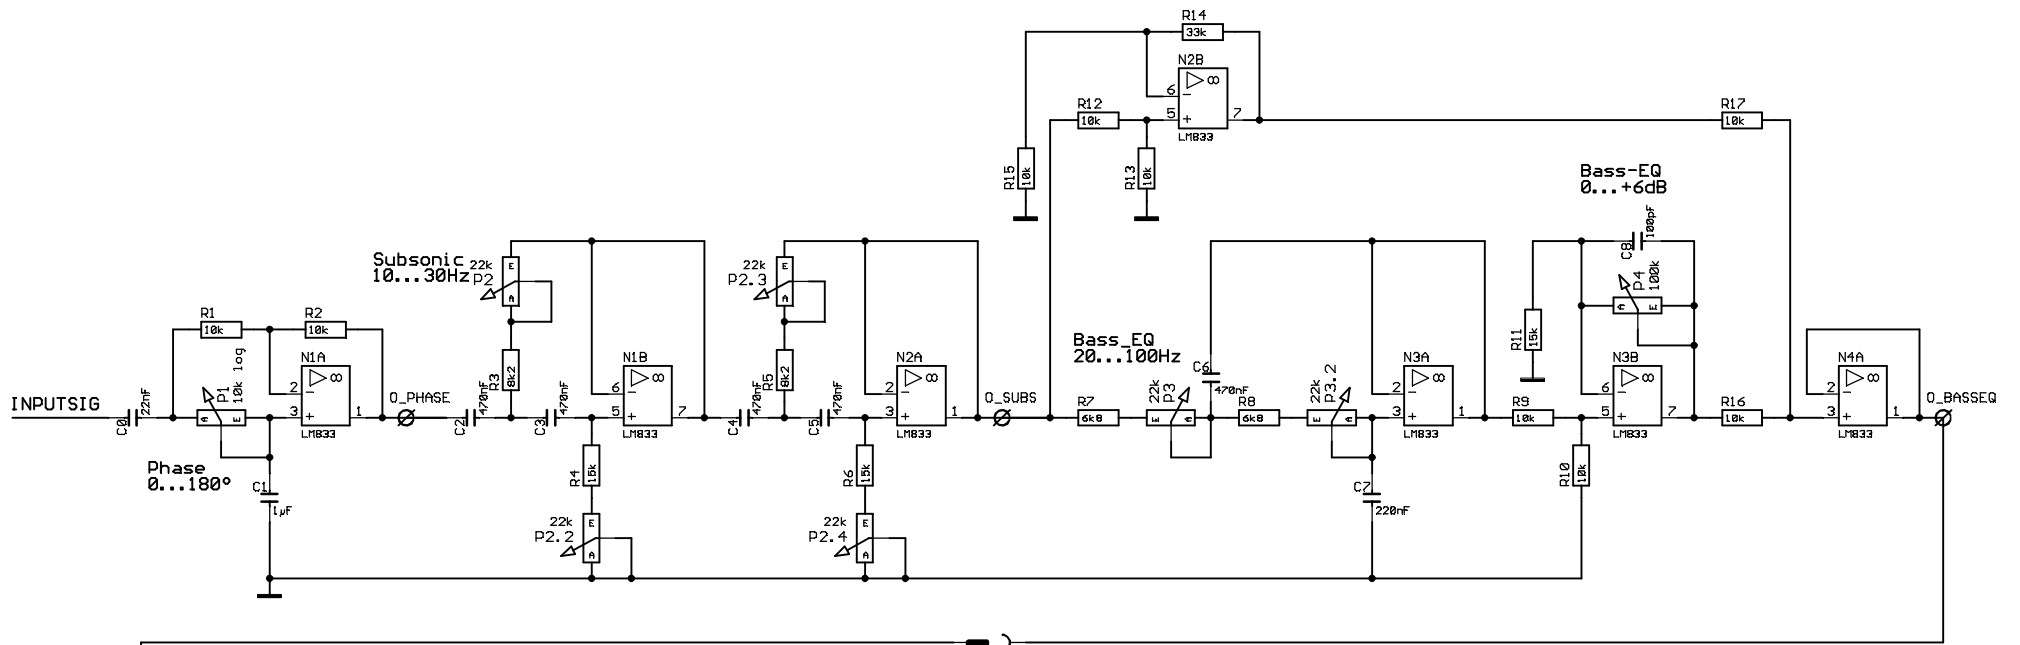 R14
33k
N2B
6
-
5
+
7
LM833
R12
10k
R17
10k
R15
10k
R13
10k
Bass-EQ
0...+6dB
C8
100pF
P4
100k
A
E
Subsonic
10...30Hz
22k
P2
E
A
22k
P2.3
E
A
R1
10k
R2
10k
P1
10k log
A
E
N1A
2
-
3
+
1
LM833
O_PHASE
INPUTSIG
C0
22nF
Phase
0...180°
C1
1µF
R3
8k2
C2
470nF
C3
470nF
N1B
6
-
5
+
7
LM833
R4
15k
22k
P2.2
E
A
R5
8k2
C4
470nF
C5
470nF
N2A
2
-
3
+
1
LM833
R6
15k
22k
P2.4
E
A
O_SUBS
Bass_EQ
20...100Hz
R7
6k8
22k
P3
E
A
C6
470nF
R8
6k8
22k
P3.2
E
A
N3A
2
-
3
+
1
LM833
C7
220nF
R9
10k
R10
10k
R11
15k
N3B
6
-
5
+
7
LM833
R16
10k
N4A
2
-
3
+
1
LM833
O_BASSEQ